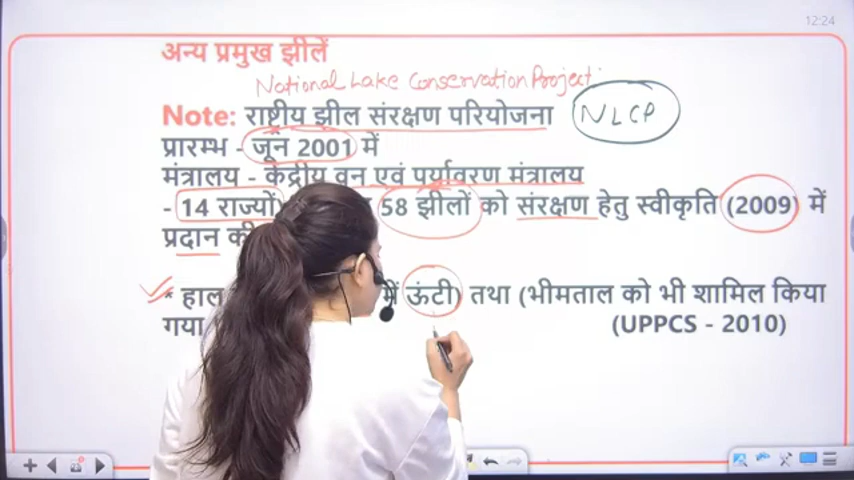 12:24
अन्य प्रमुख झीलें
National Lake Conservation Project
Note: राष्ट्रीय झील संरक्षण परियोजना NLCP
प्रारम्भ - जून 2001 में
मंत्रालय - केंद्रीय वन एवं पर्यावरण मंत्रालय
- 14 राज्यों 58 झीलों को संरक्षण हेतु स्वीकृति (2009) में
प्रदान की
* हाल में ऊंटी) तथा (भीमताल को भी शामिल किया
गया (UPPCS - 2010)